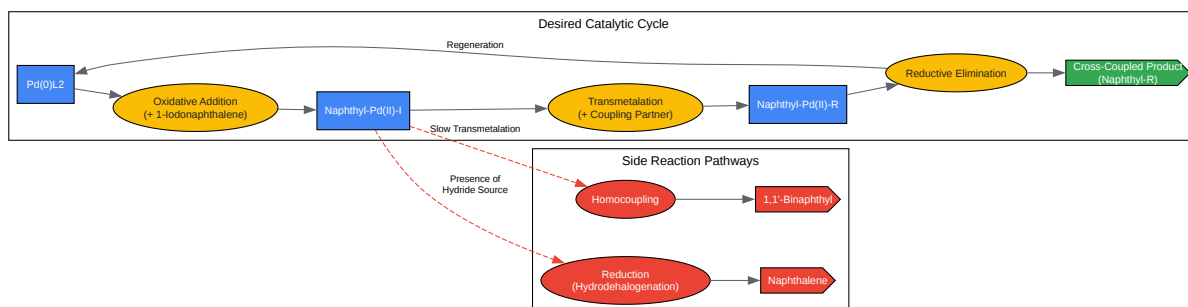 Desired Catalytic Cycle
Regeneration
Pd(0)L2
Oxidative Addition
(+ 1-Iodonaphthalene)
Naphthyl-Pd(II)-I
Transmetalation
(+ Coupling Partner)
Naphthyl-Pd(II)-R
Reductive Elimination
Cross-Coupled Product
(Naphthyl-R)
Slow Transmetalation
Presence of
Hydride Source
Side Reaction Pathways
Homocoupling
1,1'-Binaphthyl
Reduction
(Hydrodehalogenation)
Naphthalene